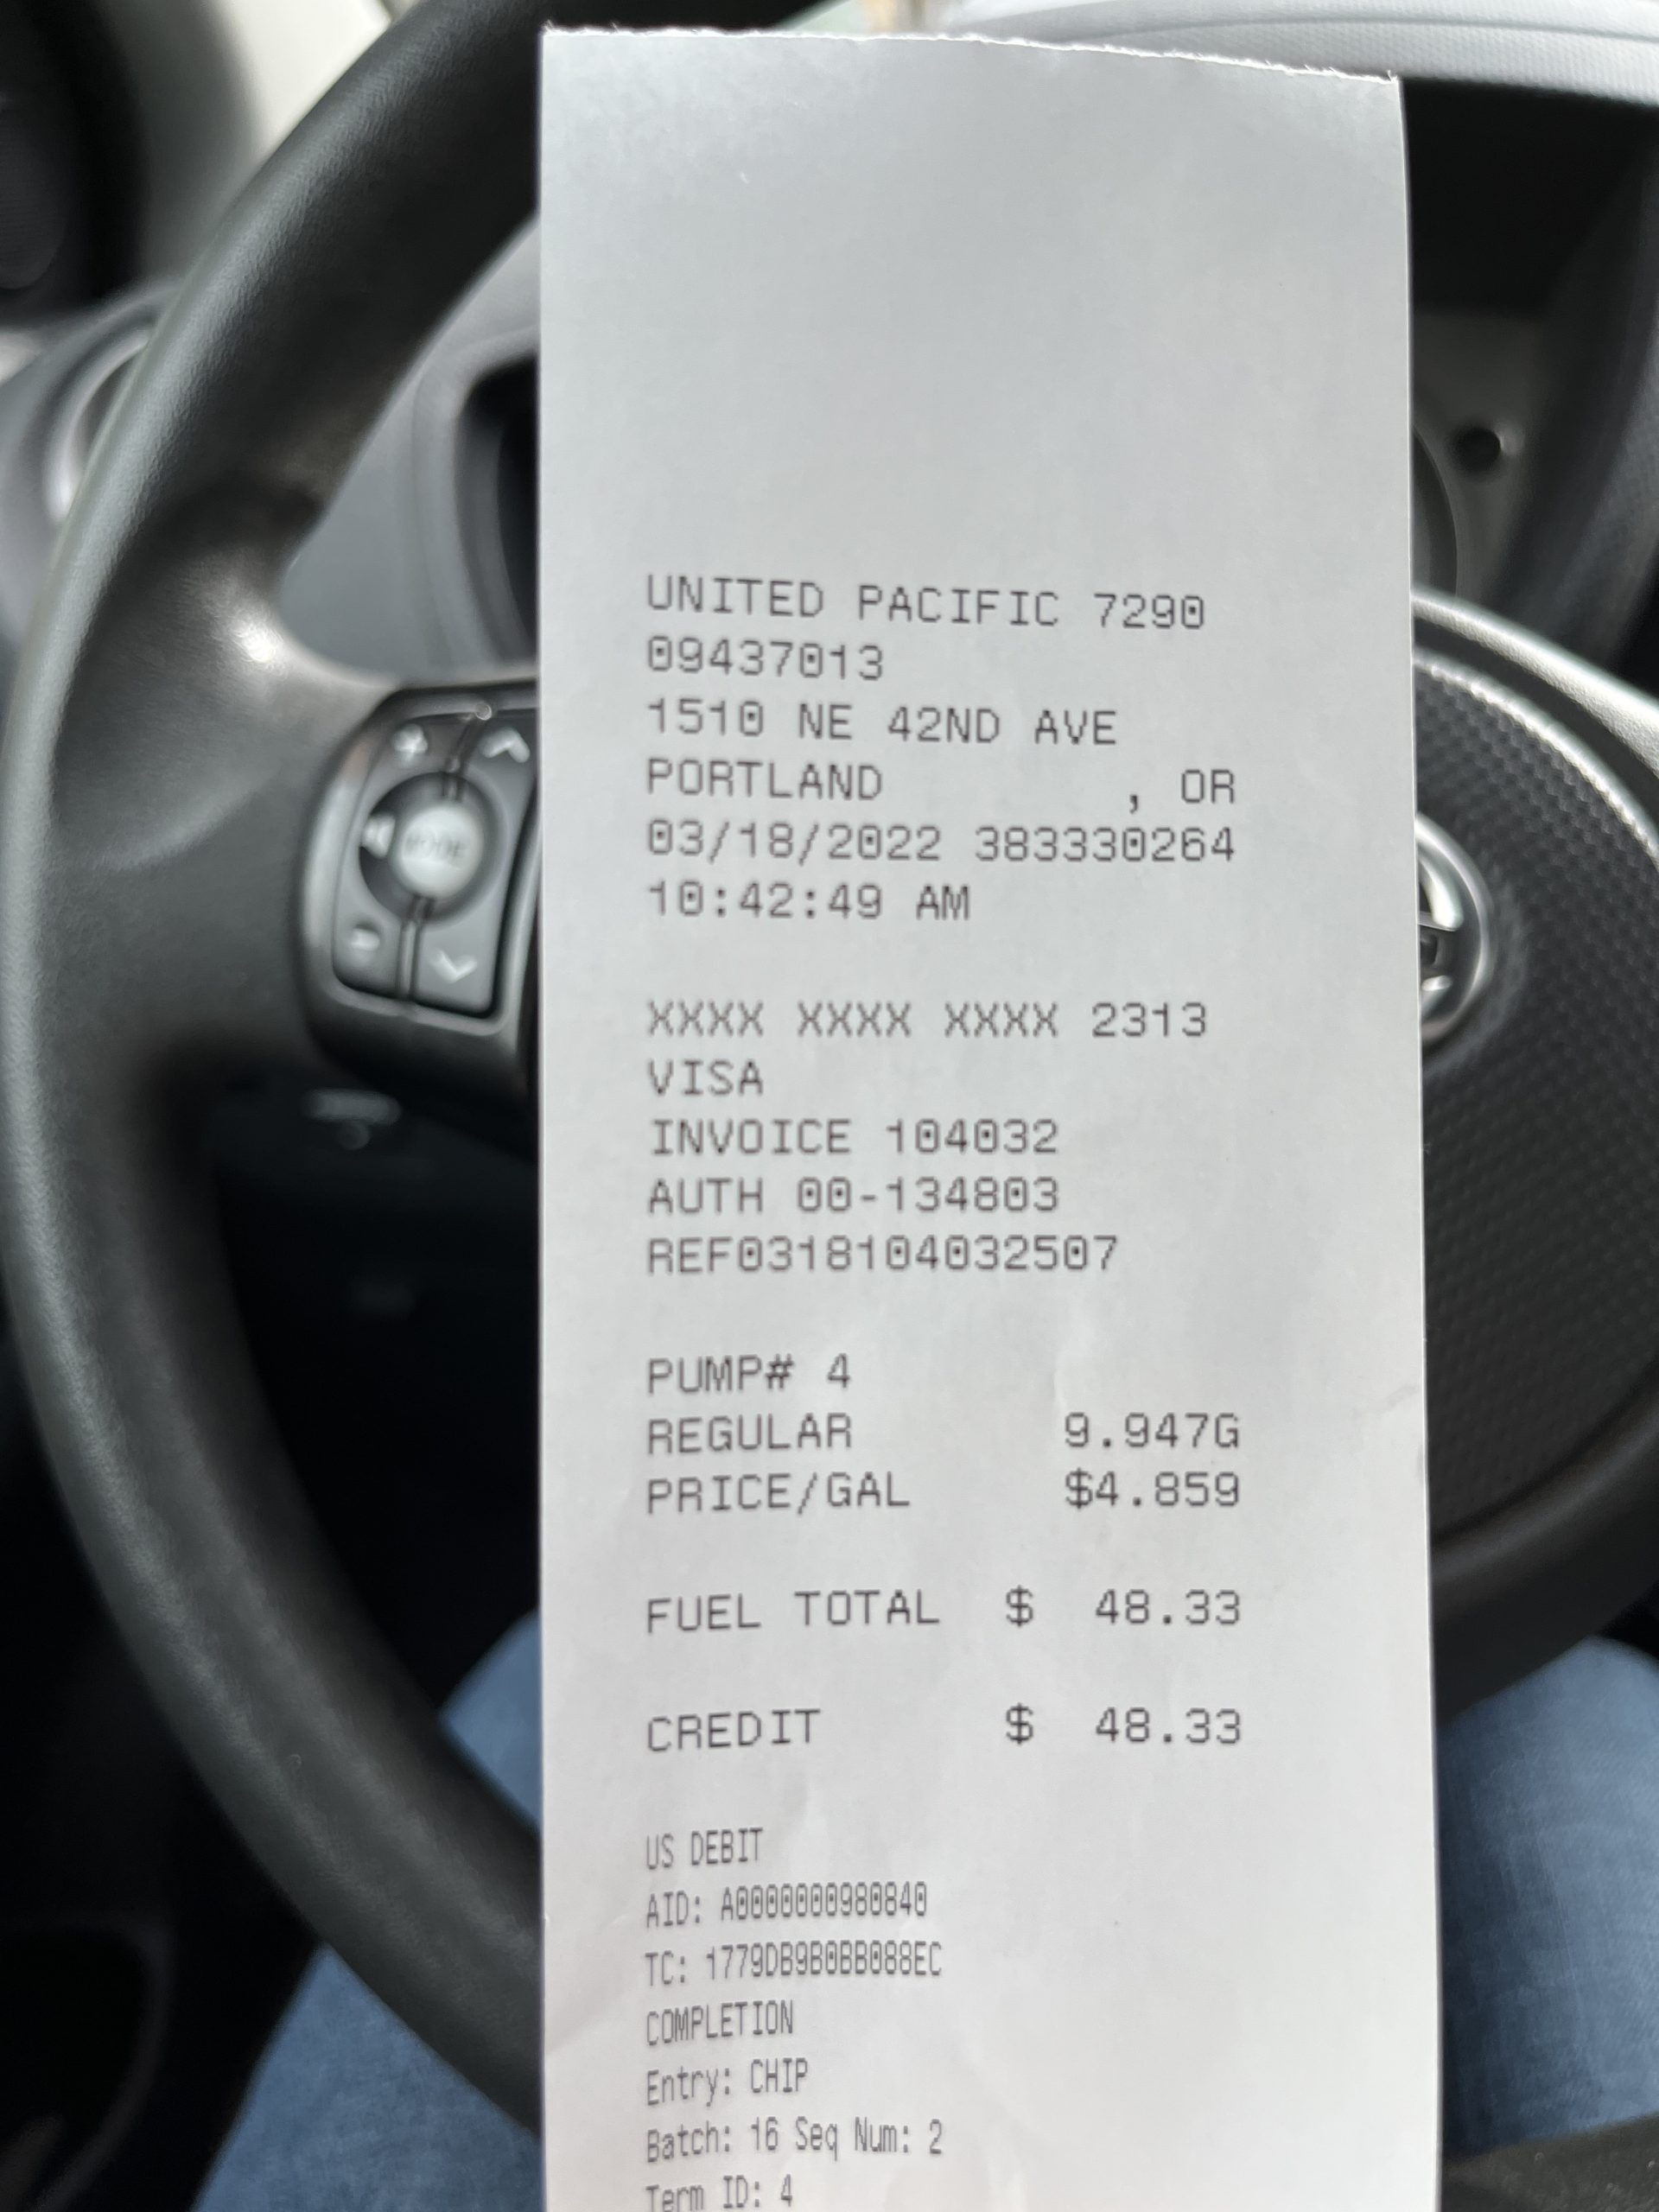 UNITED PACIFIC 7290
09437013
1510 NE 42ND AVE
PORTLAND , OR
03/18/2022 383330264
10:42:49 AM
XXXX XXXX XXXX 2313
VISA
INVOICE 104032
AUTH 00-134803
REF0318104032507
PUMP# 4
REGULAR 9.947G
PRICE/GAL $4.859
FUEL TOTAL $ 48.33
CREDIT $ 48.33
US DEBIT
AID: A0000000980840
TC: 1779DB9B0BB088EC
COMPLETION
Entry: CHIP
Batch: 16 Seq Num: 2
Term ID: 4
MODE